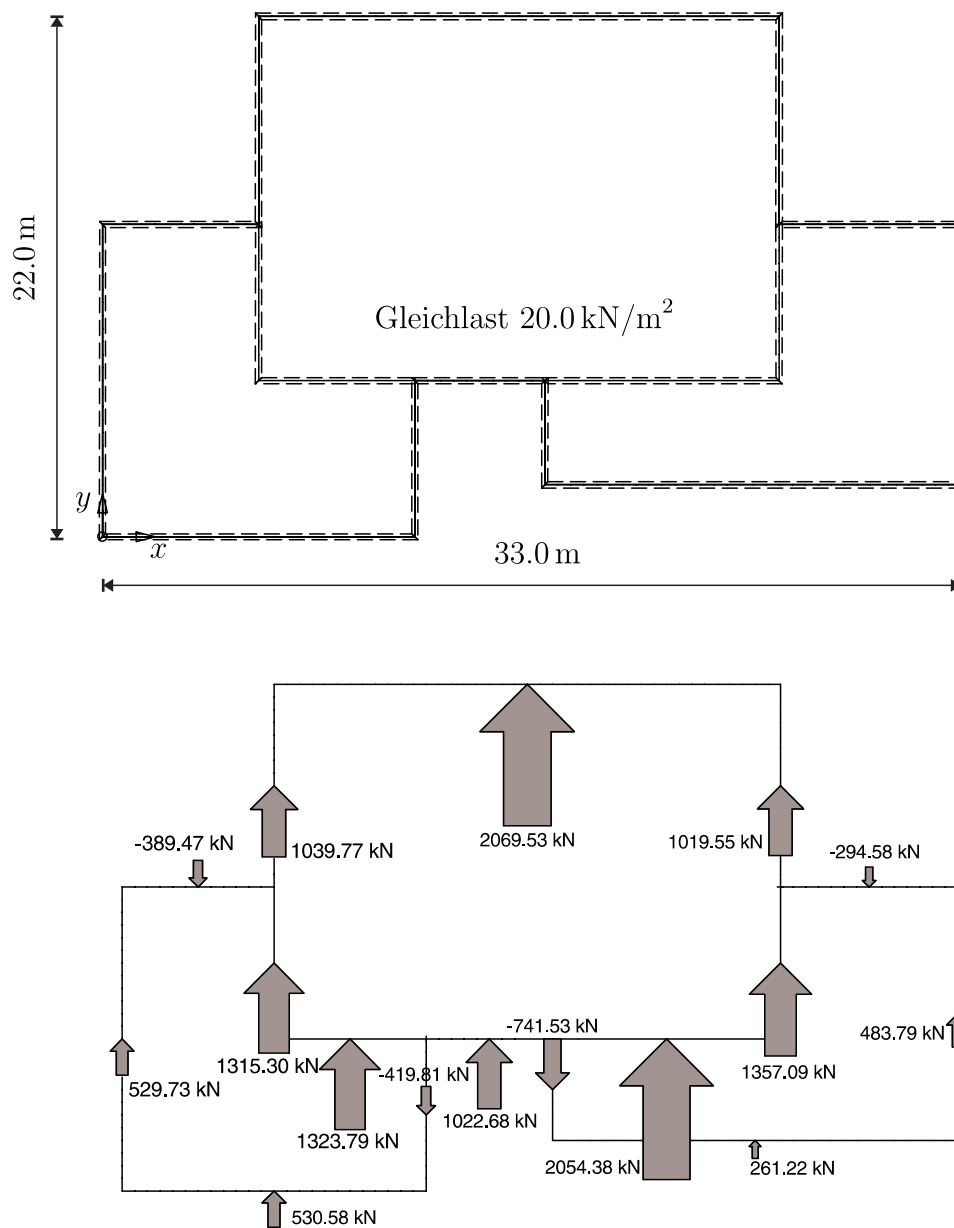 22.0 m
Gleichlast 20.0 kN/m²
y
x
33.0 m
-389.47 kN
1039.77 kN
2069.53 kN
1019.55 kN
-294.58 kN
-741.53 kN
483.79 kN
1315.30 kN
-419.81 kN
1357.09 kN
529.73 kN
1323.79 kN
1022.68 kN
2054.38 kN
261.22 kN
530.58 kN